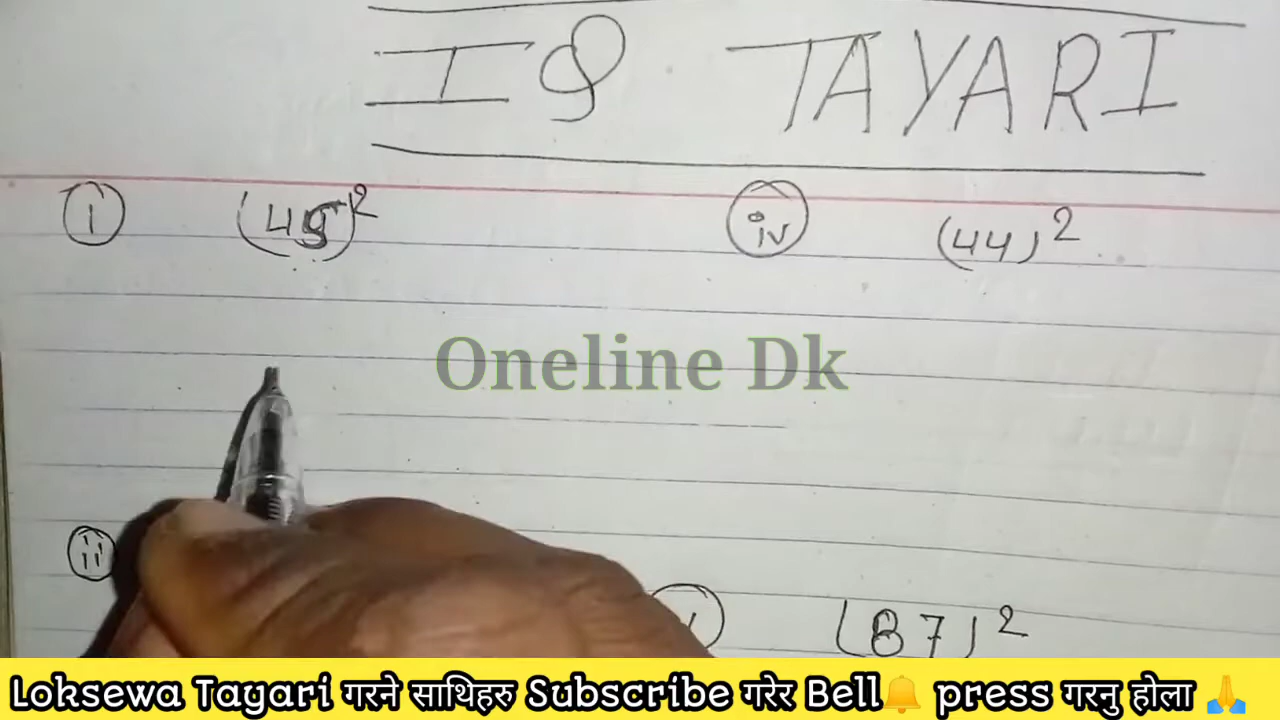 I8 TAYARI
i (45)²
iv (44)²
Oneline Dk
ii
v (87)²
Loksewa Tayari गरने साथिहरु Subscribe गरेर Bell🔔 press गरनु होला 🙏